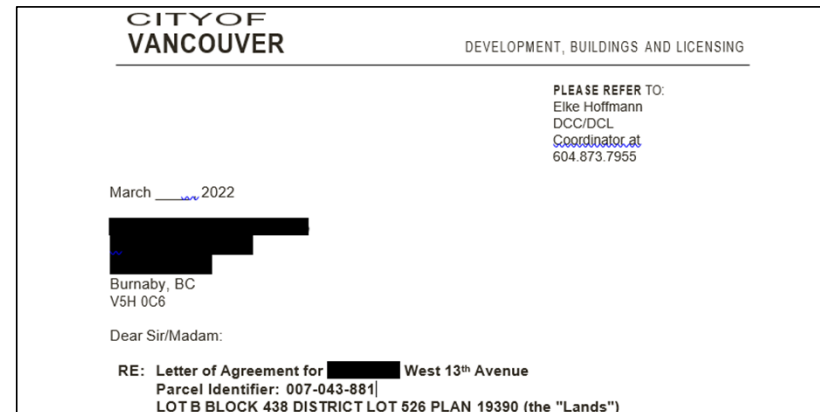 CITYOF
VANCOUVER
DEVELOPMENT, BUILDINGS AND LICENSING
PLEASE REFER TO:
Elke Hoffmann
DCC/DCL
Coordinator at
604.873.7955
March ____, 2022
Burnaby, BC
V5H 0C6
Dear Sir/Madam:
RE: Letter of Agreement for West 13th Avenue
Parcel Identifier: 007-043-881
LOT B BLOCK 438 DISTRICT LOT 526 PLAN 19390 (the "Lands")